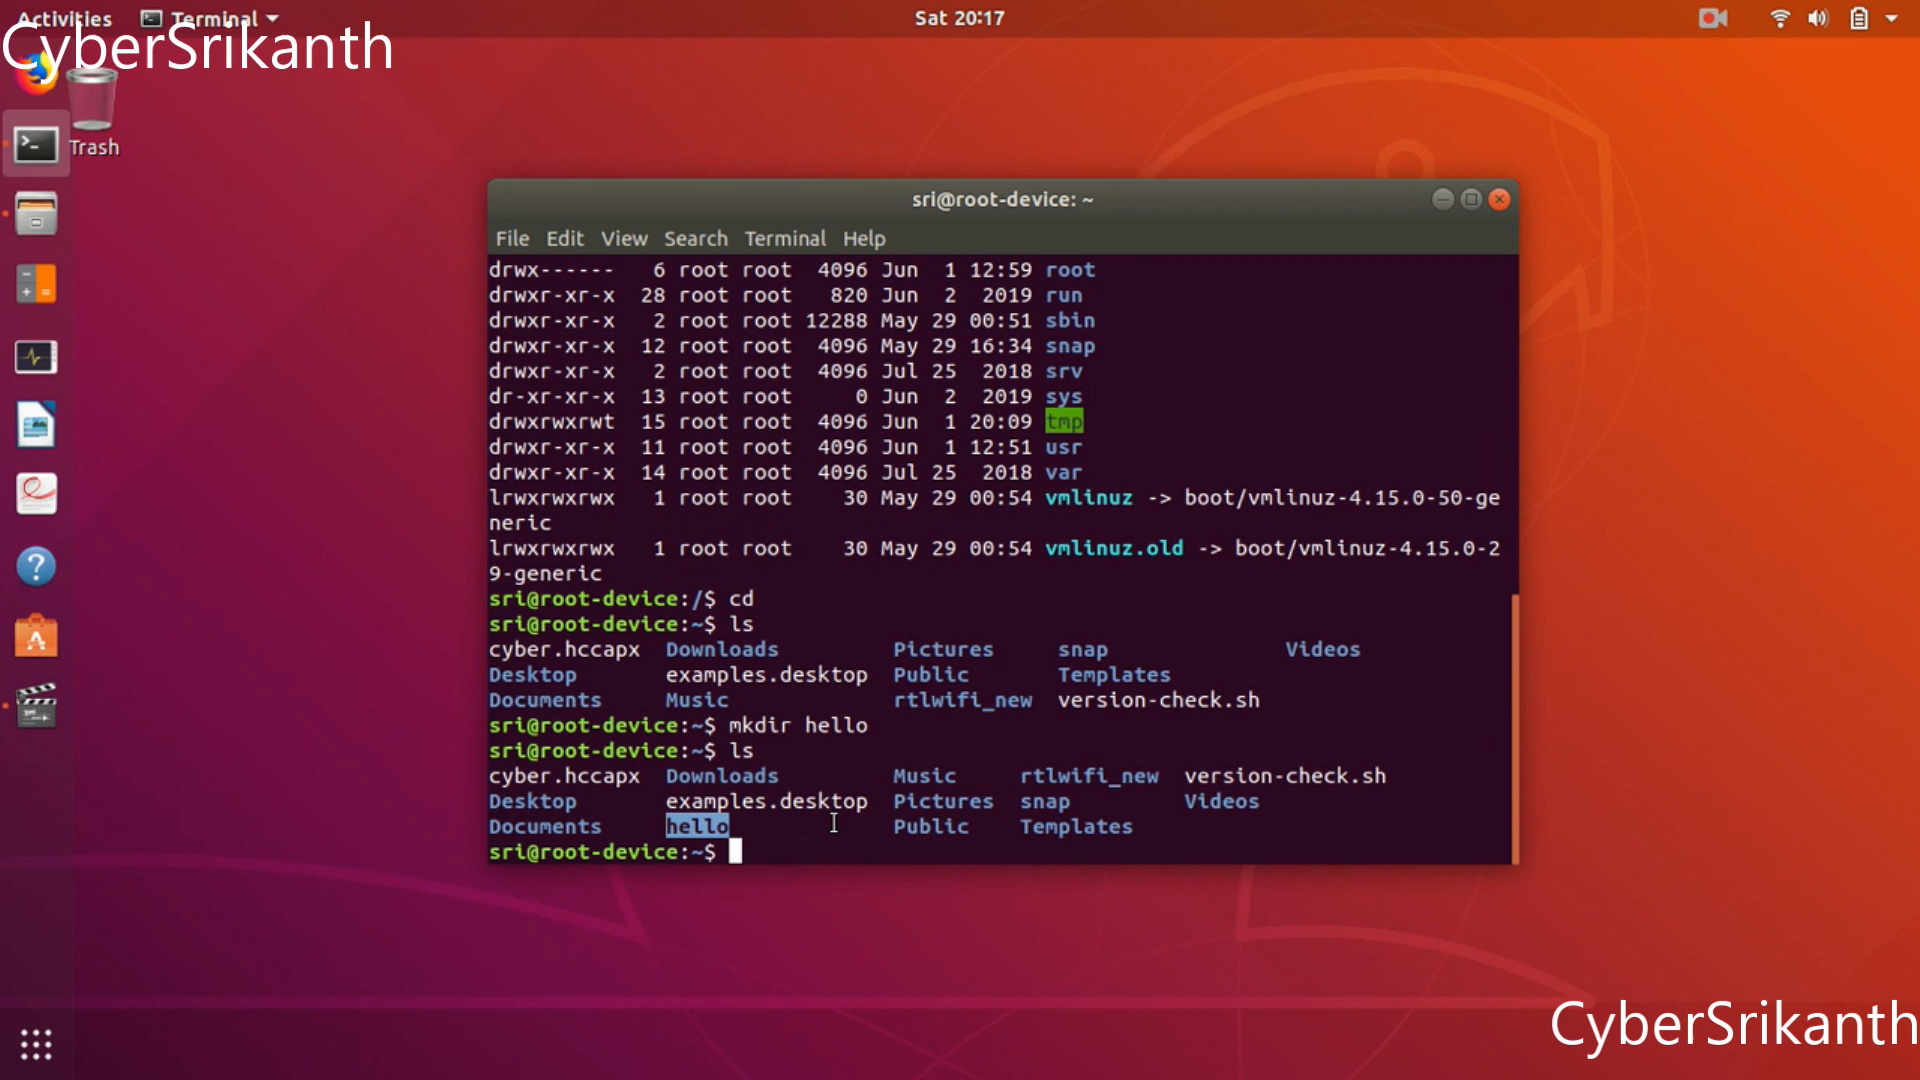 Activities Terminal Sat 20:17
CyberSrikanth
Trash
sri@root-device: ~
File Edit View Search Terminal Help
drwx------ 6 root root 4096 Jun 1 12:59 root
drwxr-xr-x 28 root root 820 Jun 2 2019 run
drwxr-xr-x 2 root root 12288 May 29 00:51 sbin
drwxr-xr-x 12 root root 4096 May 29 16:34 snap
drwxr-xr-x 2 root root 4096 Jul 25 2018 srv
dr-xr-xr-x 13 root root 0 Jun 2 2019 sys
drwxrwxrwt 15 root root 4096 Jun 1 20:09 tmp
drwxr-xr-x 11 root root 4096 Jun 1 12:51 usr
drwxr-xr-x 14 root root 4096 Jul 25 2018 var
lrwxrwxrwx 1 root root 30 May 29 00:54 vmlinuz -> boot/vmlinuz-4.15.0-50-ge
neric
lrwxrwxrwx 1 root root 30 May 29 00:54 vmlinuz.old -> boot/vmlinuz-4.15.0-2
9-generic
sri@root-device:/$ cd
sri@root-device:~$ ls
cyber.hccapx Downloads Pictures snap Videos
Desktop examples.desktop Public Templates
Documents Music rtlwifi_new version-check.sh
sri@root-device:~$ mkdir hello
sri@root-device:~$ ls
cyber.hccapx Downloads Music rtlwifi_new version-check.sh
Desktop examples.desktop Pictures snap Videos
Documents hello Public Templates
sri@root-device:~$
CyberSrikanth